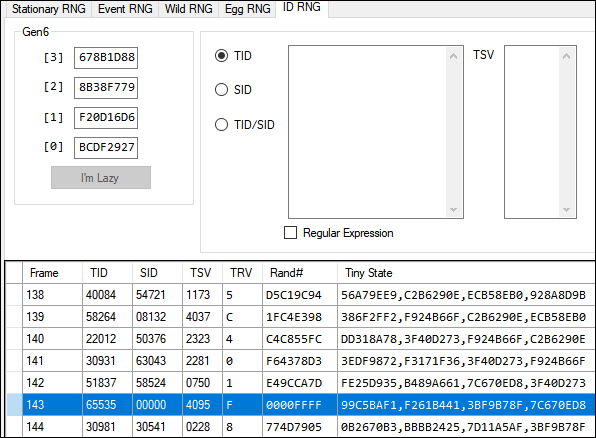 Stationary RNG Event RNG Wild RNG Egg RNG ID RNG
Gen6
[3] 678B1D88
[2] 8B38F779
[1] F20D16D6
[0] BCDF2927
I'm Lazy
TID
SID
TID/SID
TSV
Regular Expression
Frame TID SID TSV TRV Rand# Tiny State
138 40084 54721 1173 5 D5C19C94 56A79EE9,C2B6290E,ECB58EB0,928A8D9B
139 58264 08132 4037 C 1FC4E398 386F2FF2,F924B66F,C2B6290E,ECB58EB0
140 22012 50376 2323 4 C4C855FC DD318A78,3F40D273,F924B66F,C2B6290E
141 30931 63043 2281 0 F64378D3 3EDF9872,F3171F36,3F40D273,F924B66F
142 51837 58524 0750 1 E49CCA7D FE25D935,B489A661,7C670ED8,3F40D273
143 65535 00000 4095 F 0000FFFF 99C5BAF1,F261B441,3BF9B78F,7C670ED8
144 30981 30541 0228 8 774D7905 0B2670B3,BBBB2425,7D11A5AF,3BF9B78F